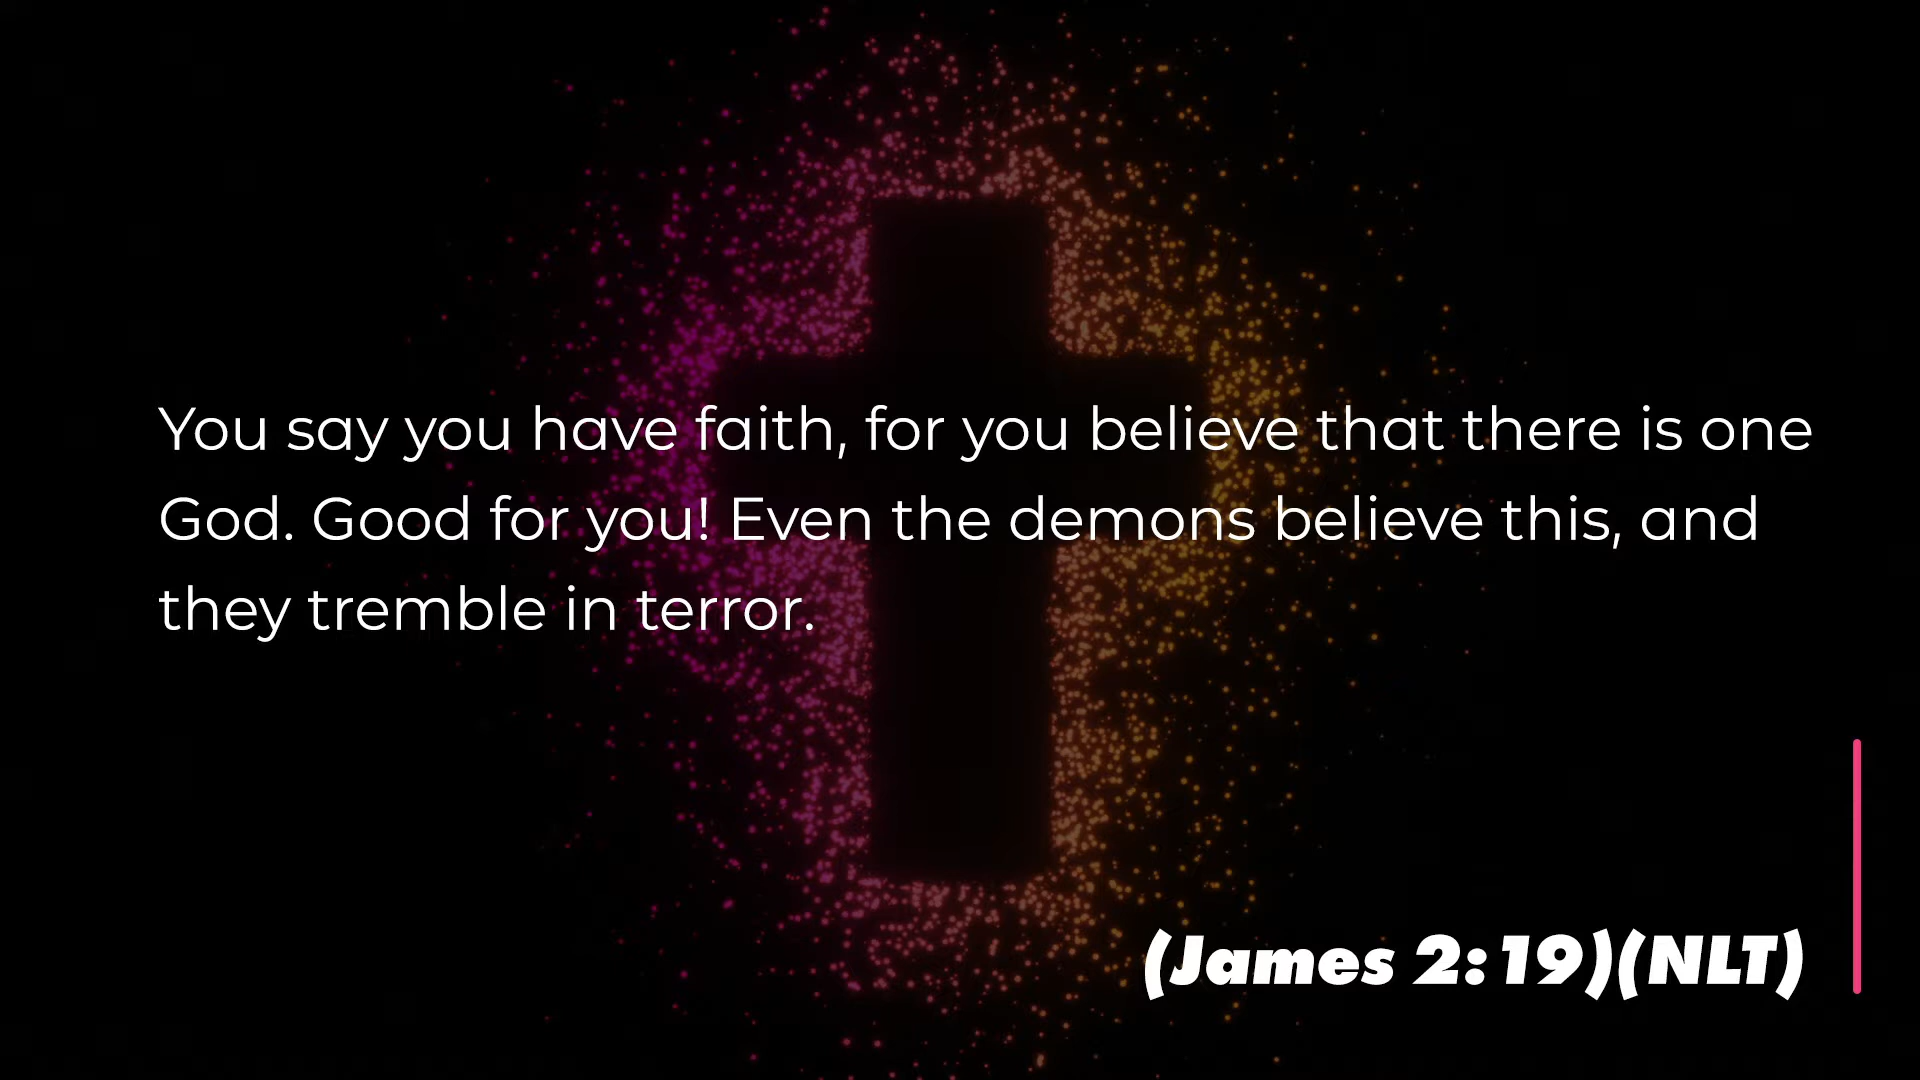 You say you have faith, for you believe that there is one
God. Good for you! Even the demons believe this, and
they tremble in terror.
(James 2:19)(NLT)